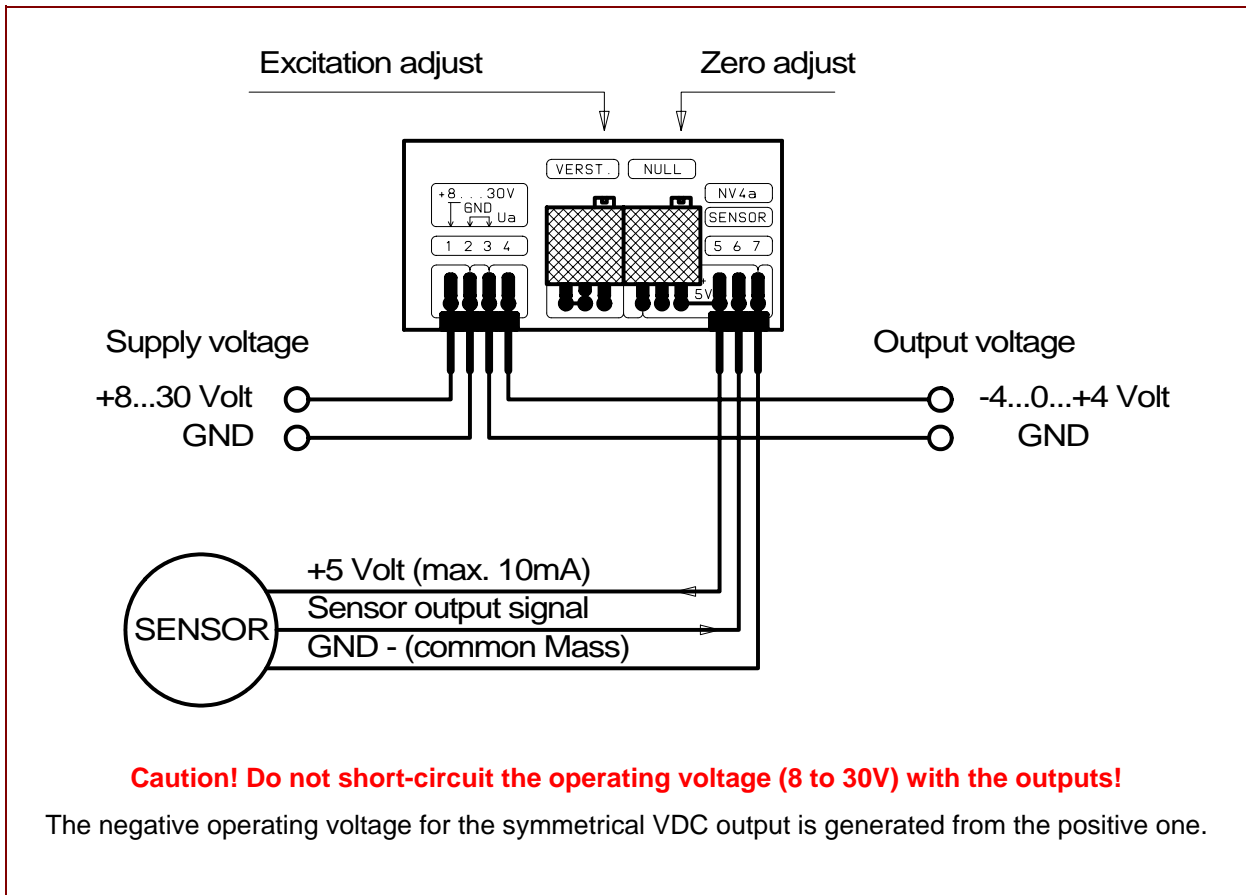 Excitation adjust
Zero adjust
VERST.
NULL
+8...30V
GND
Ua
NV4a
SENSOR
1 2 3 4
5 6 7
+
5V
Supply voltage
Output voltage
+8...30 Volt
-4...0...+4 Volt
GND
GND
+5 Volt (max. 10mA)
Sensor output signal
SENSOR
GND - (common Mass)
Caution! Do not short-circuit the operating voltage (8 to 30V) with the outputs!
The negative operating voltage for the symmetrical VDC output is generated from the positive one.